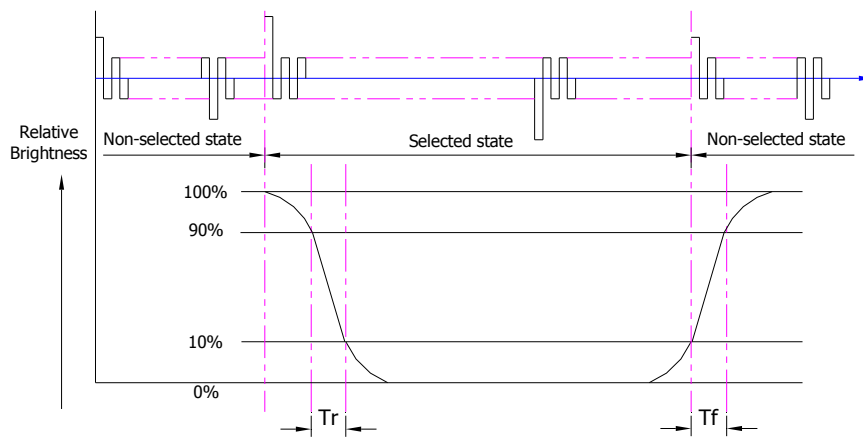 Relative
Brightness
Non-selected state
Selected state
Non-selected state
100%
90%
10%
0%
Tr
Tf